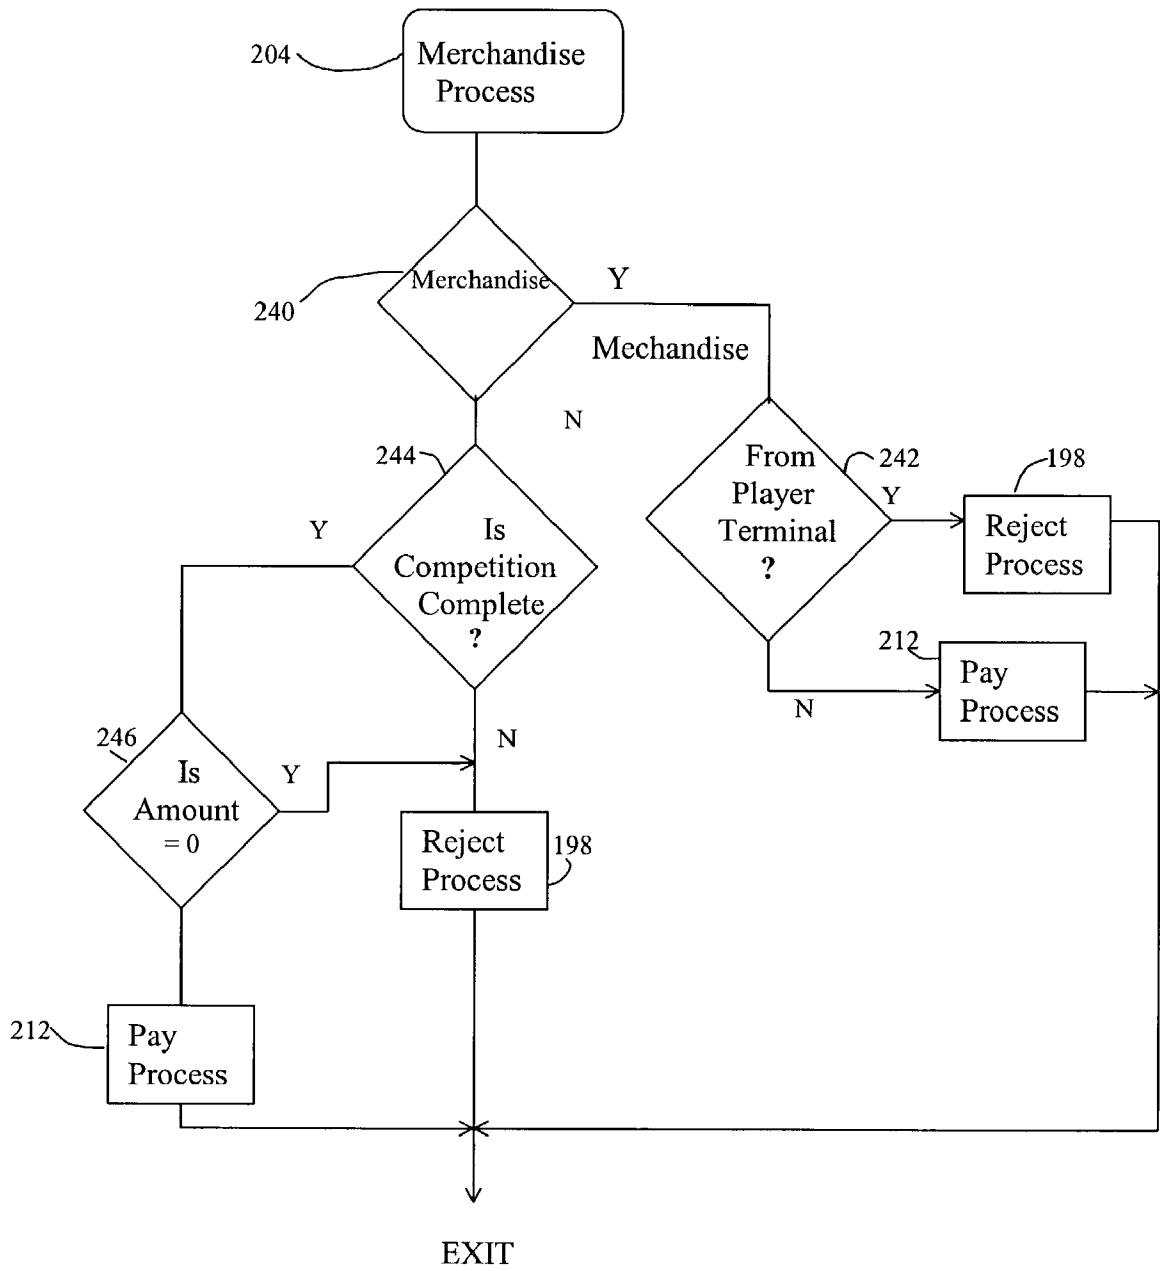 204
Merchandise
Process
Merchandise
240
Y
Mechandise
N
244
Y
Is
Competition
Complete
?
From
Player
Terminal
?
242
Y
198
Reject
Process
212
Pay
Process
N
246
Is
Amount
= 0
Y
N
Reject
Process
198
212
Pay
Process
EXIT